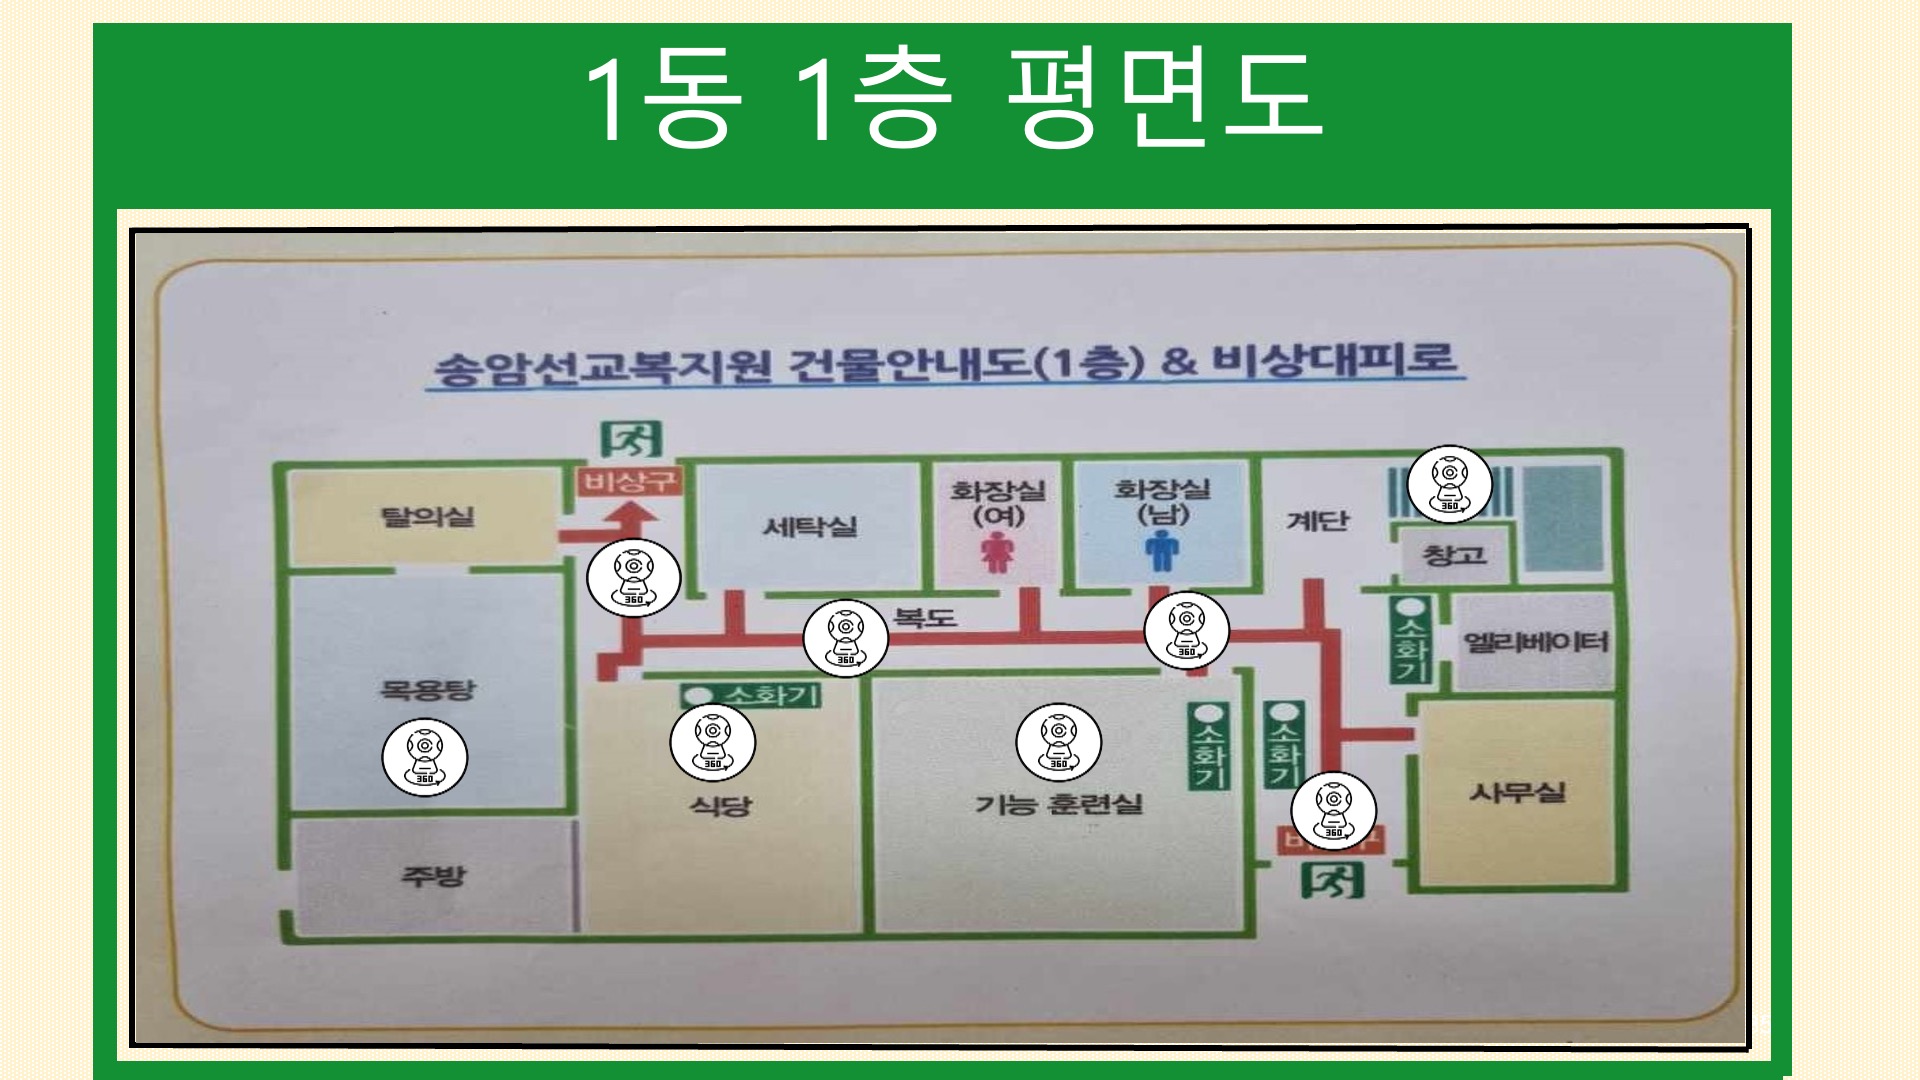 1동 1층 평면도
송암선교복지원 건물안내도(1층) & 비상대피로
비상구
탈의실
세탁실
화장실
(여)
화장실
(남)
계단
창고
복도
소화기
엘리베이터
목욕탕
소화기
360
360
360
360
360
360
360
360
소화기
소화기
식당
기능 훈련실
사무실
주방